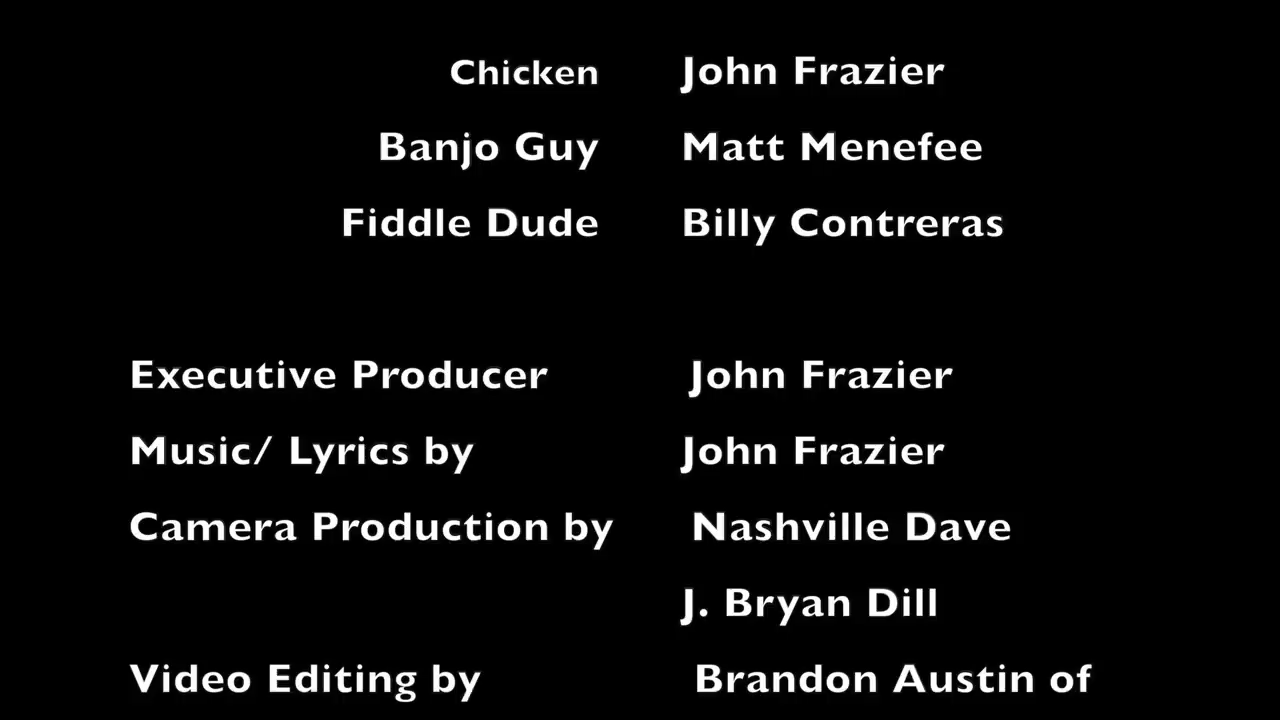 Chicken John Frazier
Banjo Guy Matt Menefee
Fiddle Dude Billy Contreras
Executive Producer John Frazier
Music/ Lyrics by John Frazier
Camera Production by Nashville Dave
J. Bryan Dill
Video Editing by Brandon Austin of